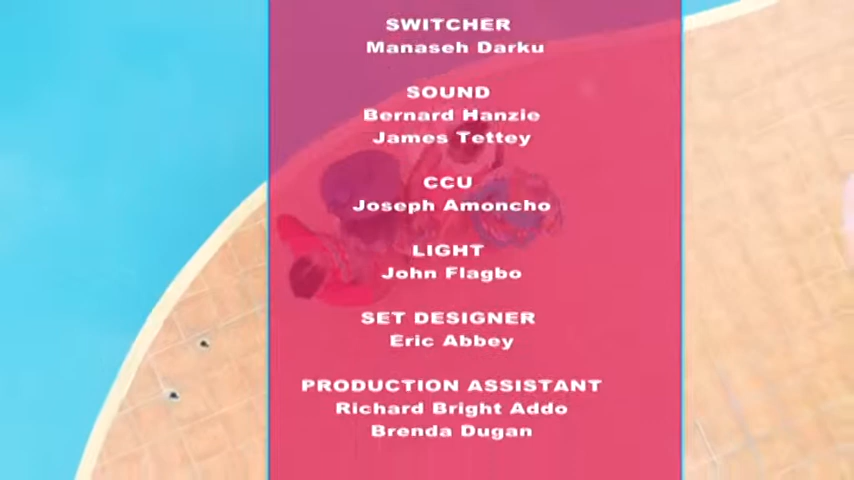 SWITCHER
Manaseh Darku
SOUND
Bernard Hanzie
James Tettey
CCU
Joseph Amoncho
LIGHT
John Flagbo
SET DESIGNER
Eric Abbey
PRODUCTION ASSISTANT
Richard Bright Addo
Brenda Dugan